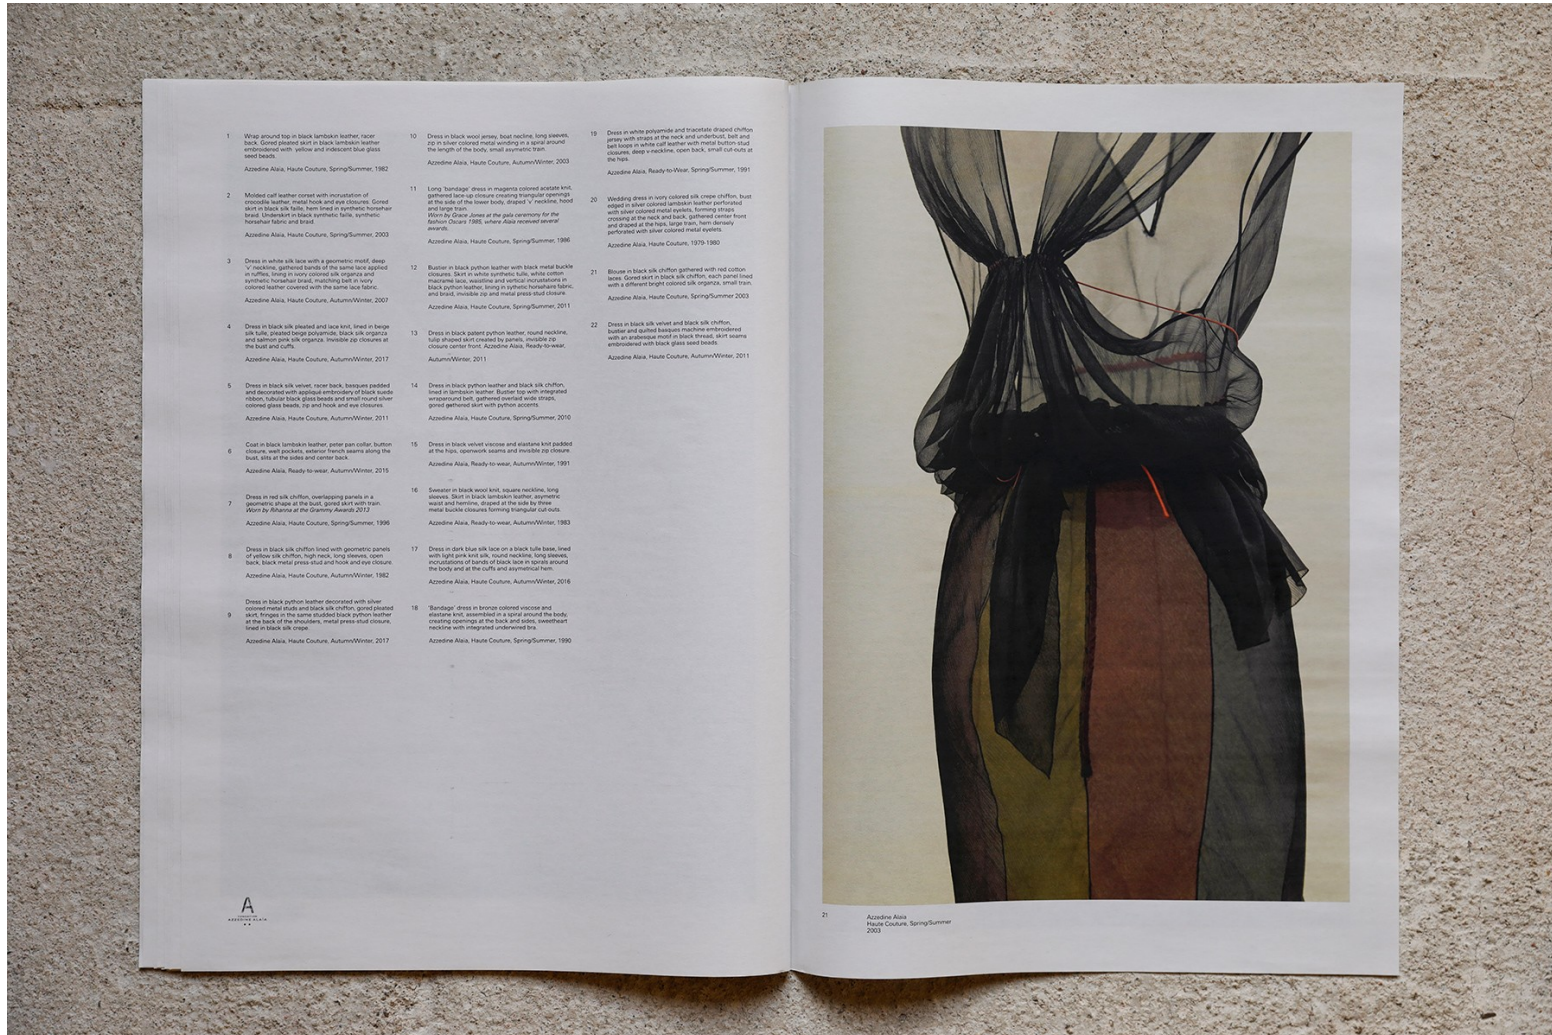 1
Wrap around top in black lambskin leather, racer
back. Gored pleated skirt in black lambskin leather
embroidered with yellow and iridescent blue glass
seed beads.
Azzedine Alaïa, Haute Couture, Spring/Summer, 1982
2
Molded calf leather corset with incrustation of
crocodile leather, metal hook and eye closures. Gored
skirt in black silk faille, hem lined in synthetic horsehair
braid. Underskirt in black synthetic faille, synthetic
horsehair fabric and braid.
Azzedine Alaïa, Haute Couture, Spring/Summer, 2003
3
Dress in white silk lace with a geometric motif, deep
'v' neckline, gathered bands of the same lace applied
in ruffles, lining in ivory colored silk organza and
synthetic horsehair braid, matching belt in ivory
colored leather covered with the same lace fabric.
Azzedine Alaïa, Haute Couture, Autumn/Winter, 2007
4
Dress in black silk pleated and lace knit, lined in beige
silk tulle, pleated beige polyamide, black silk organza
and salmon pink silk organza. Invisible zip closures at
the bust and cuffs.
Azzedine Alaïa, Haute Couture, Autumn/Winter, 2017
5
Dress in black silk velvet, racer back, basques padded
and decorated with applique embroidery of black suede
ribbon, tubular black glass beads and small round silver
colored glass beads, zip and hook and eye closures.
Azzedine Alaïa, Haute Couture, Autumn/Winter, 2011
6
Coat in black lambskin leather, peter pan collar, button
closure, welt pockets, exterior french seams along the
bust, slits at the sides and center back.
Azzedine Alaïa, Ready-to-wear, Autumn/Winter, 2015
7
Dress in red silk chiffon, overlapping panels in a
geometric shape at the bust, gored skirt with train.
Worn by Rihanna at the Grammy Awards 2013
Azzedine Alaïa, Haute Couture, Spring/Summer, 1996
8
Dress in black silk chiffon lined with geometric panels
of yellow silk chiffon, high neck, long sleeves, open
back, black metal press-stud and hook and eye closure.
Azzedine Alaïa, Haute Couture, Autumn/Winter, 1982
9
Dress in black python leather decorated with silver
colored metal studs and black silk chiffon, gored pleated
skirt, fringes in the same studded black python leather
at the back of the shoulders, metal press-stud closure,
lined in black silk crepe.
Azzedine Alaïa, Haute Couture, Autumn/Winter, 2017
10
Dress in black wool jersey, boat necline, long sleeves,
zip in silver colored metal winding in a spiral around
the length of the body, small asymetric train.
Azzedine Alaïa, Haute Couture, Autumn/Winter, 2003
11
Long 'bandage' dress in magenta colored acetate knit,
gathered lace-up closure creating triangular openings
at the side of the lower body, draped 'v' neckline, hood
and large train.
Worn by Grace Jones at the gala ceremony for the
fashion Oscars 1985, where Alaïa received several
awards.
Azzedine Alaïa, Haute Couture, Spring/Summer, 1986
12
Bustier in black python leather with black metal buckle
closures. Skirt in white synthetic tulle, white cotton
macramé lace, waistline and vertical incrustations in
black python leather, lining in sythetic horsehaire fabric,
and braid, invisible zip and metal press-stud closure.
Azzedine Alaïa, Haute Couture, Spring/Summer, 2011
13
Dress in black patent python leather, round neckline,
tulip shaped skirt created by panels, invisible zip
closure center front. Azzedine Alaïa, Ready-to-wear,
Autumn/Winter, 2011
14
Dress in black python leather and black silk chiffon,
lined in lambskin leather. Bustier top with integrated
wraparound belt, gathered overlaid wide straps,
gored gathered skirt with python accents.
Azzedine Alaïa, Haute Couture, Spring/Summer, 2010
15
Dress in black velvet viscose and elastane knit padded
at the hips, openwork seams and invisible zip closure.
Azzedine Alaïa, Ready-to-wear, Autumn/Winter, 1991
16
Sweater in black wool knit, square neckline, long
sleeves. Skirt in black lambskin leather, asymetric
waist and hemline, draped at the side by three
metal buckle closures forming triangular cut-outs.
Azzedine Alaïa, Ready-to-wear, Autumn/Winter, 1983
17
Dress in dark blue silk lace on a black tulle base, lined
with light pink knit silk, round neckline, long sleeves,
incrustations of bands of black lace in spirals around
the body and at the cuffs and asymetrical hem.
Azzedine Alaïa, Haute Couture, Autumn/Winter, 2016
18
'Bandage' dress in bronze colored viscose and
elastane knit, assembled in a spiral around the body,
creating openings at the back and sides, sweetheart
neckline with integrated underwired bra.
Azzedine Alaïa, Haute Couture, Spring/Summer, 1990
19
Dress in white polyamide and triacetate draped chiffon
jersey with straps at the neck and underbust, belt and
belt loops in white calf leather with metal button-stud
closures, deep v-neckline, open back, small cut-outs at
the hips.
Azzedine Alaïa, Ready-to-Wear, Spring/Summer, 1991
20
Wedding dress in ivory colored silk crepe chiffon, bust
edged in silver colored lambskin leather perforated
with silver colored metal eyelets, forming straps
crossing at the neck and back, gathered center front
and draped at the hips, large train, hem densely
perforated with silver colored metal eyelets.
Azzedine Alaïa, Haute Couture, 1979-1980
21
Blouse in black silk chiffon gathered with red cotton
laces. Gored skirt in black silk chiffon, each panel lined
with a different bright colored silk organza, small train.
Azzedine Alaïa, Haute Couture, Spring/Summer 2003
22
Dress in black silk velvet and black silk chiffon,
bustier and quilted basques machine embroidered
with an arabesque motif in black thread, skirt seams
embroidered with black glass seed beads.
Azzedine Alaïa, Haute Couture, Autumn/Winter, 2011
A
AZZEDINE ALAÏA
21
Azzedine Alaïa
Haute Couture, Spring/Summer
2003